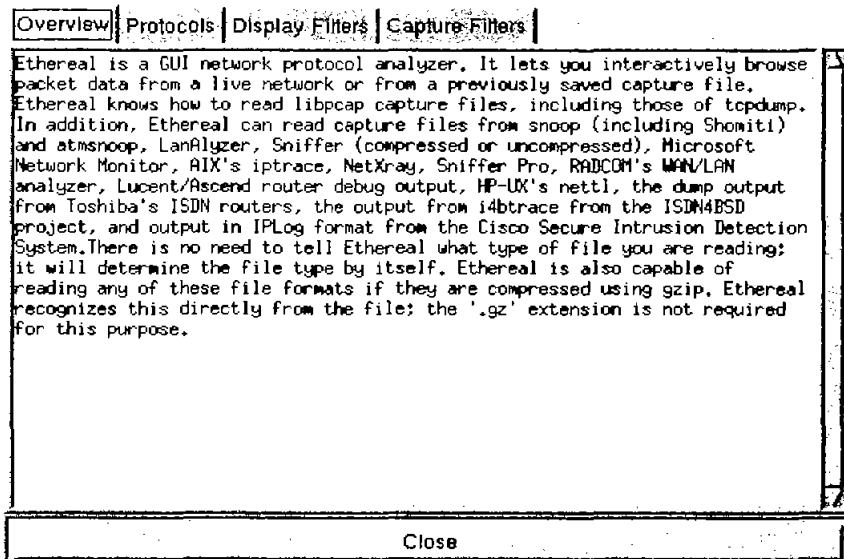 Overview Protocols Display Filters Capture Filters
Ethereal is a GUI network protocol analyzer. It lets you interactively browse
packet data from a live network or from a previously saved capture file.
Ethereal knows how to read libpcap capture files, including those of tcpdump.
In addition, Ethereal can read capture files from snoop (including Shomiti)
and atmsnoop, LanAlyzer, Sniffer (compressed or uncompressed), Microsoft
Network Monitor, AIX's iptrace, NetXray, Sniffer Pro, RADCOM's WAN/LAN
analyzer, Lucent/Ascend router debug output, HP-UX's nettl, the dump output
from Toshiba's ISDN routers, the output from i4btrace from the ISDN4BSD
project, and output in IPLog format from the Cisco Secure Intrusion Detection
System.There is no need to tell Ethereal what type of file you are reading;
it will determine the file type by itself. Ethereal is also capable of
reading any of these file formats if they are compressed using gzip. Ethereal
recognizes this directly from the file; the '.gz' extension is not required
for this purpose.
Close